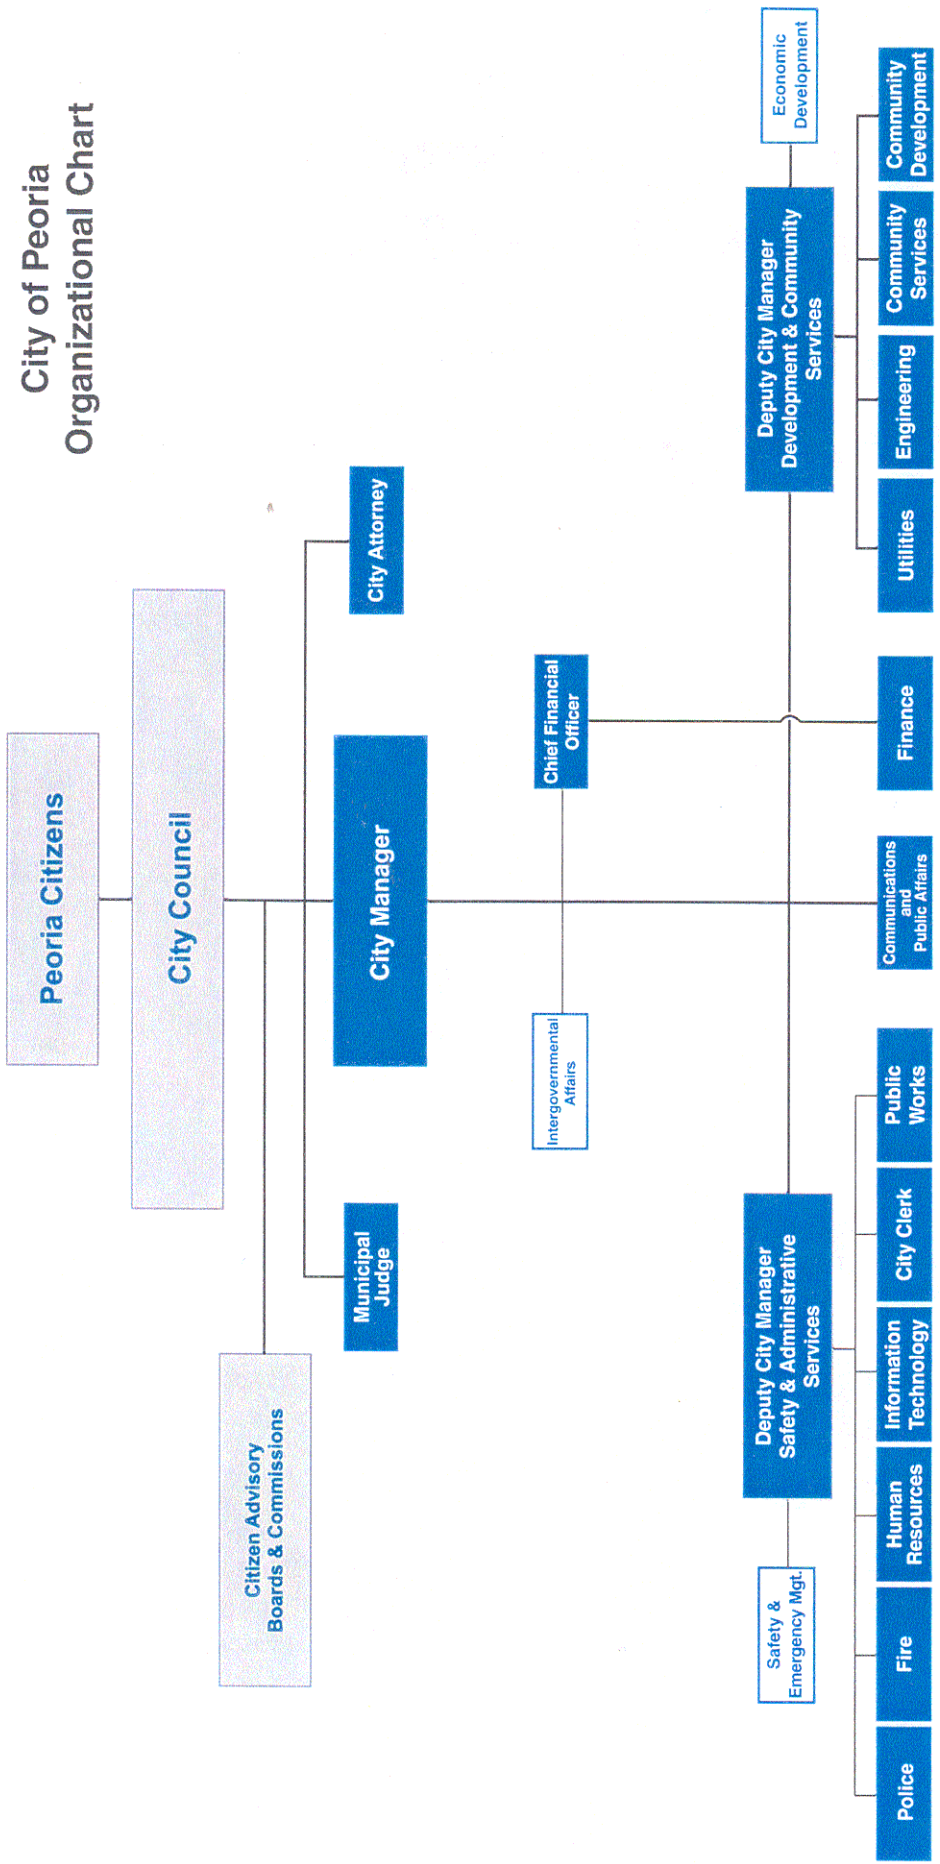 City of Peoria
Organizational Chart
Peoria Citizens
City Council
Citizen Advisory
Boards & Commissions
Municipal
Judge
City Manager
City Attorney
Intergovernmental
Affairs
Chief Financial
Officer
Safety &
Emergency Mgt.
Deputy City Manager
Safety & Administrative
Services
Deputy City Manager
Development & Community
Services
Economic
Development
Police
Fire
Human
Resources
Information
Technology
City Clerk
Public
Works
Communications
and
Public Affairs
Finance
Utilities
Engineering
Community
Services
Community
Development